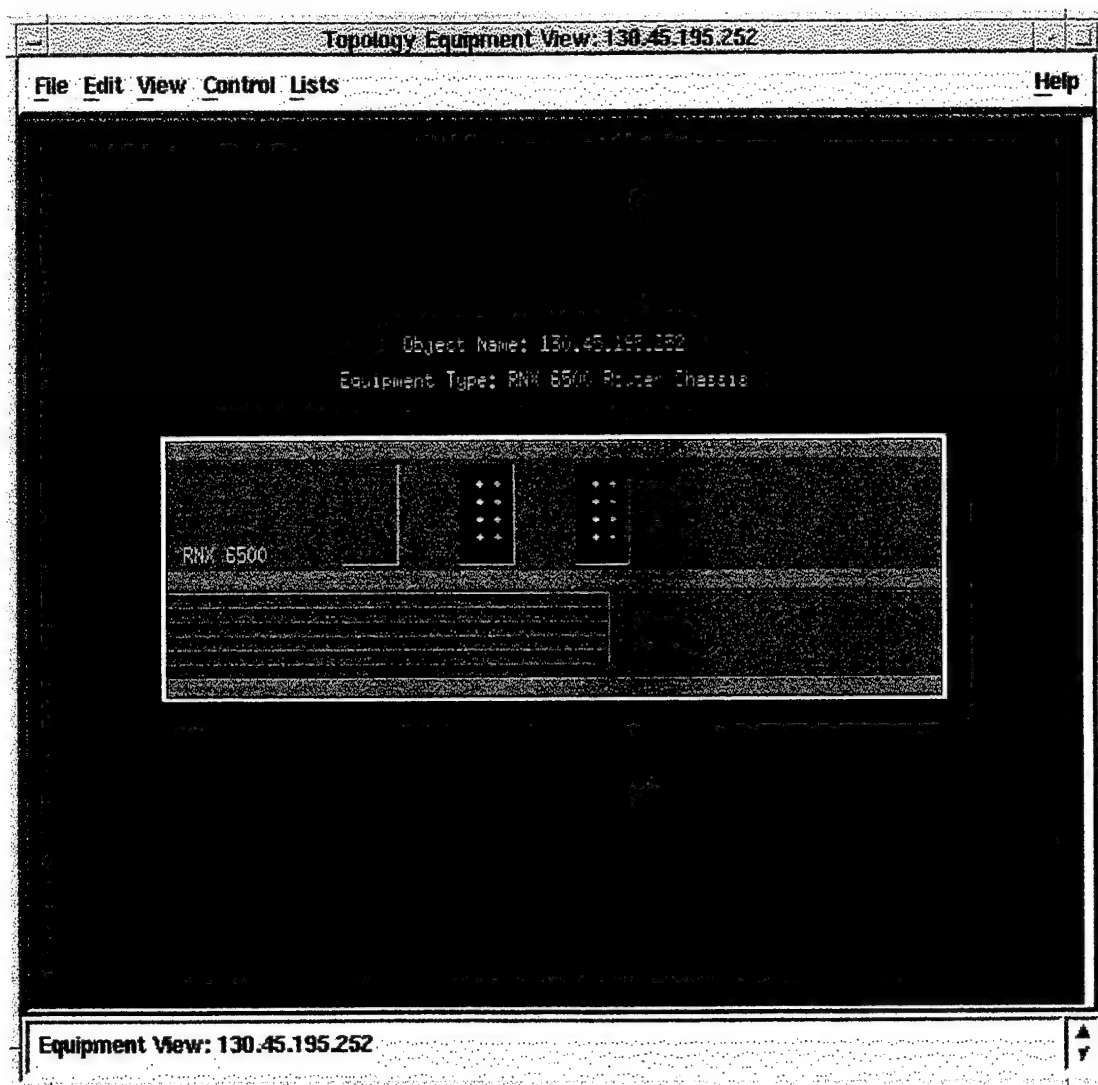 Topology Equipment View: 130.45.195.252
File Edit View Control Lists Help
Object Name: 130.45.195.252
Equipment Type: RNX 6500 Router Chassis
RNX 6500
Equipment View: 130.45.195.252